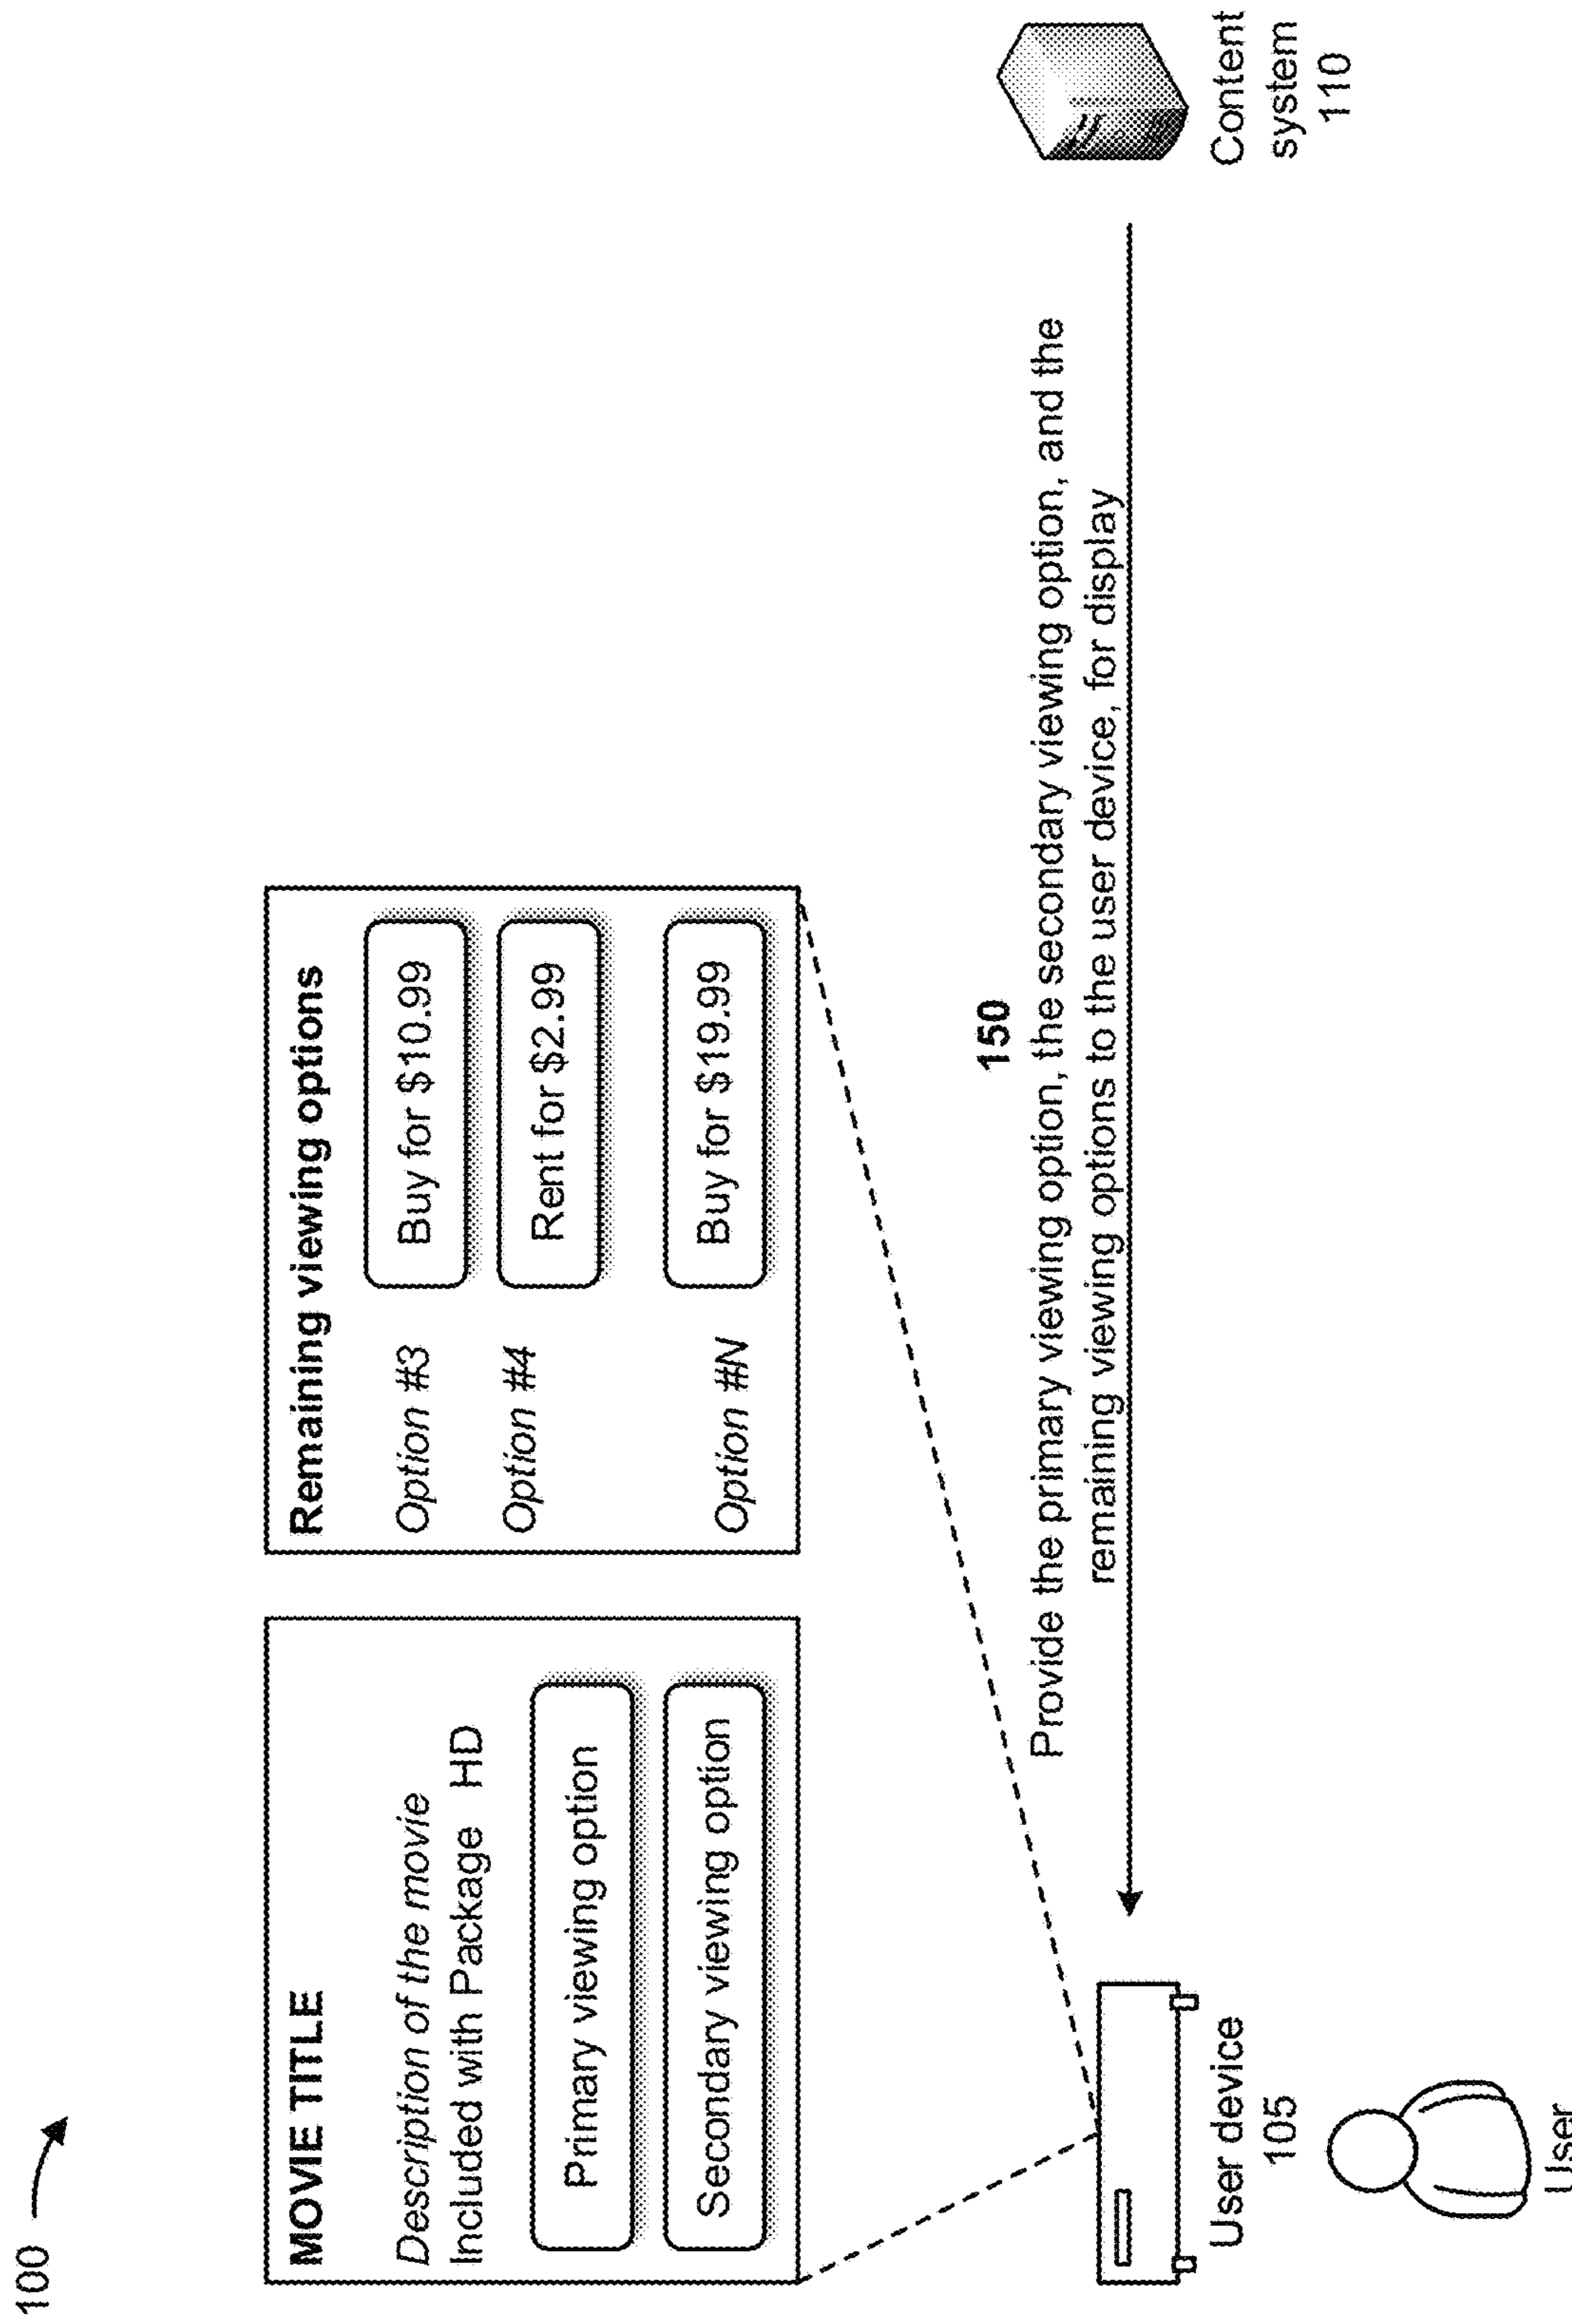 100
MOVIE TITLE
Description of the movie
Included with Package HD
Primary viewing option
Secondary viewing option
Remaining viewing options
Option #3
Buy for $10.99
Option #4
Rent for $2.99
Option #N
Buy for $19.99
150
Provide the primary viewing option, the secondary viewing option, and the
remaining viewing options to the user device, for display
User device
105
User
Content
system
110